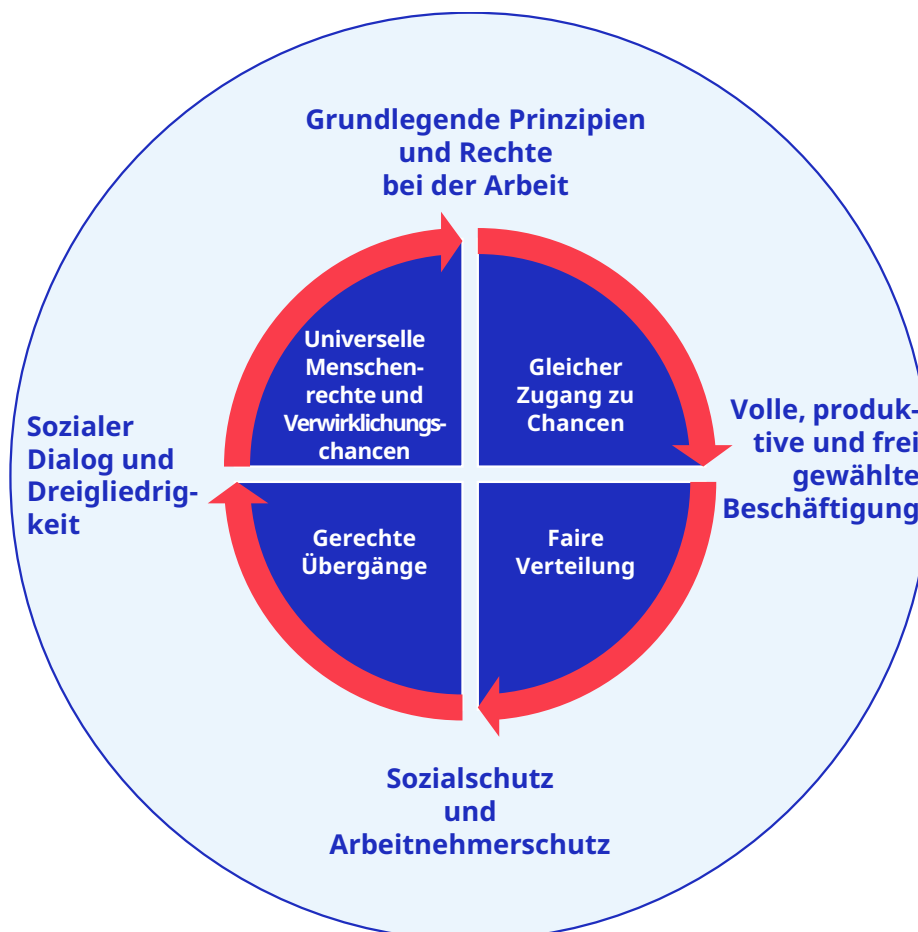 Grundlegende Prinzipien
und Rechte
bei der Arbeit
Universelle
Menschen-
rechte und
Verwirklichungs-
chancen
Gleicher
Zugang zu
Chancen
Sozialer
Dialog und
Dreigliedrig-
keit
Volle, produk-
tive und frei
gewählte
Beschäftigung
Gerechte
Übergänge
Faire
Verteilung
Sozialschutz
und
Arbeitnehmerschutz